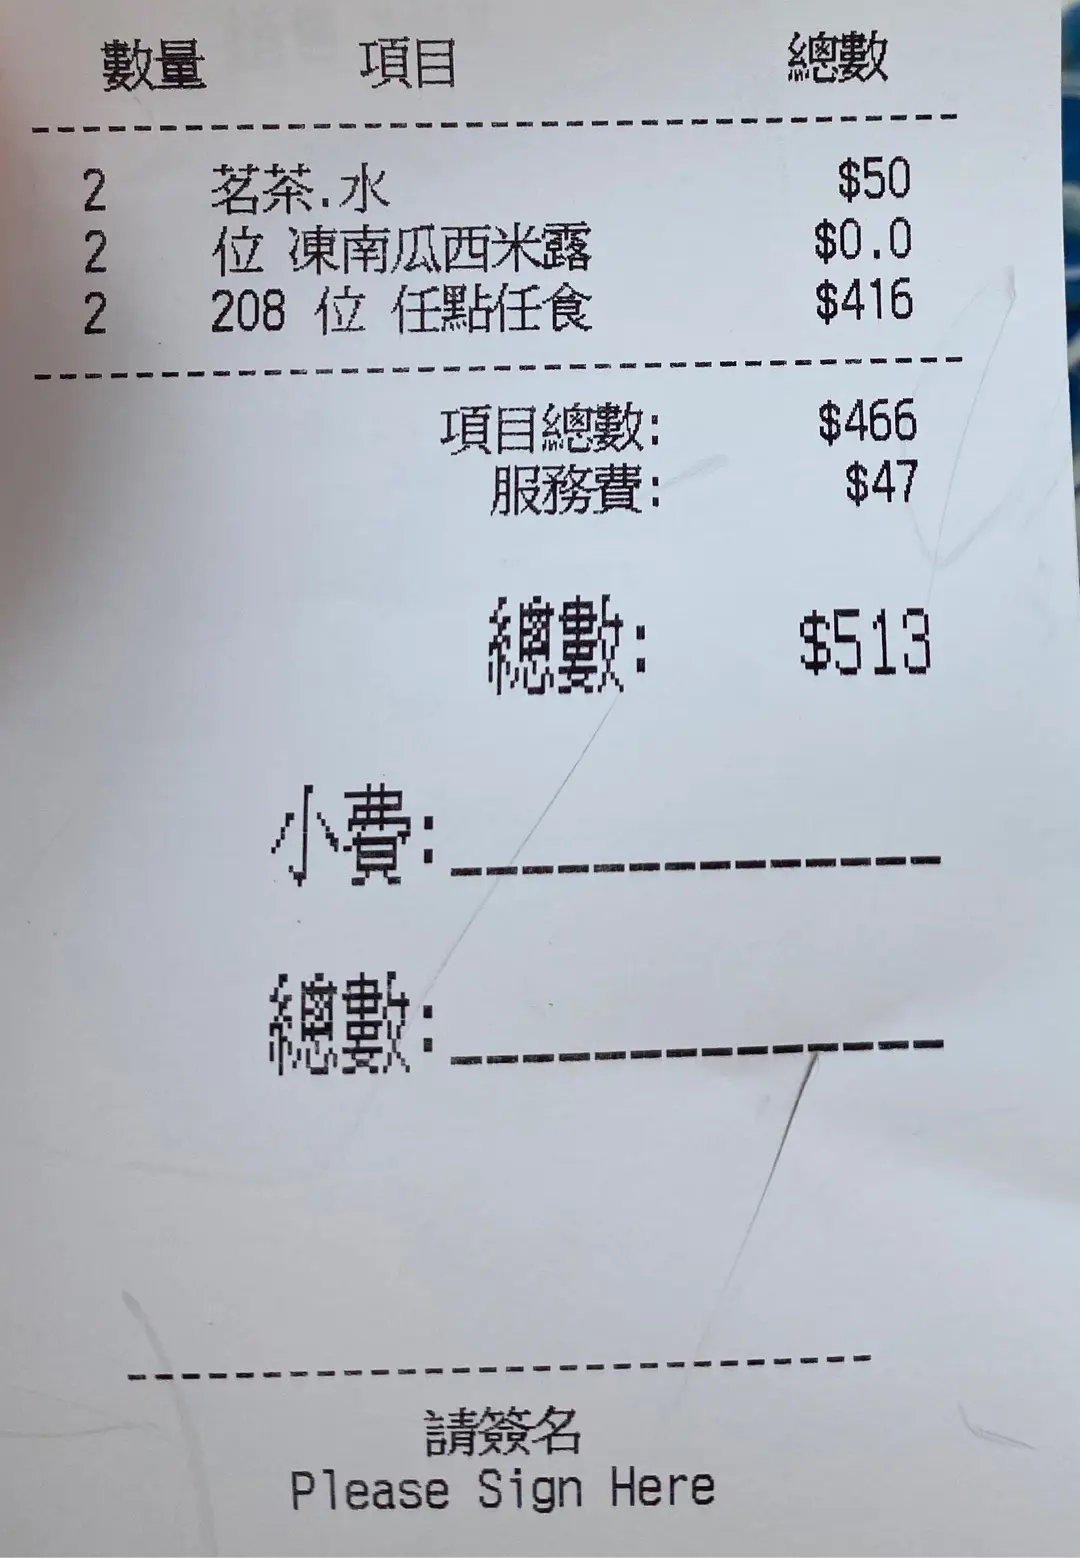 數量 項目 總數
2 茗茶.水 $50
2 位 凍南瓜西米露 $0.0
2 208 位 任點任食 $416
項目總數: $466
服務費: $47
總數: $513
小費:
總數:
請簽名
Please Sign Here